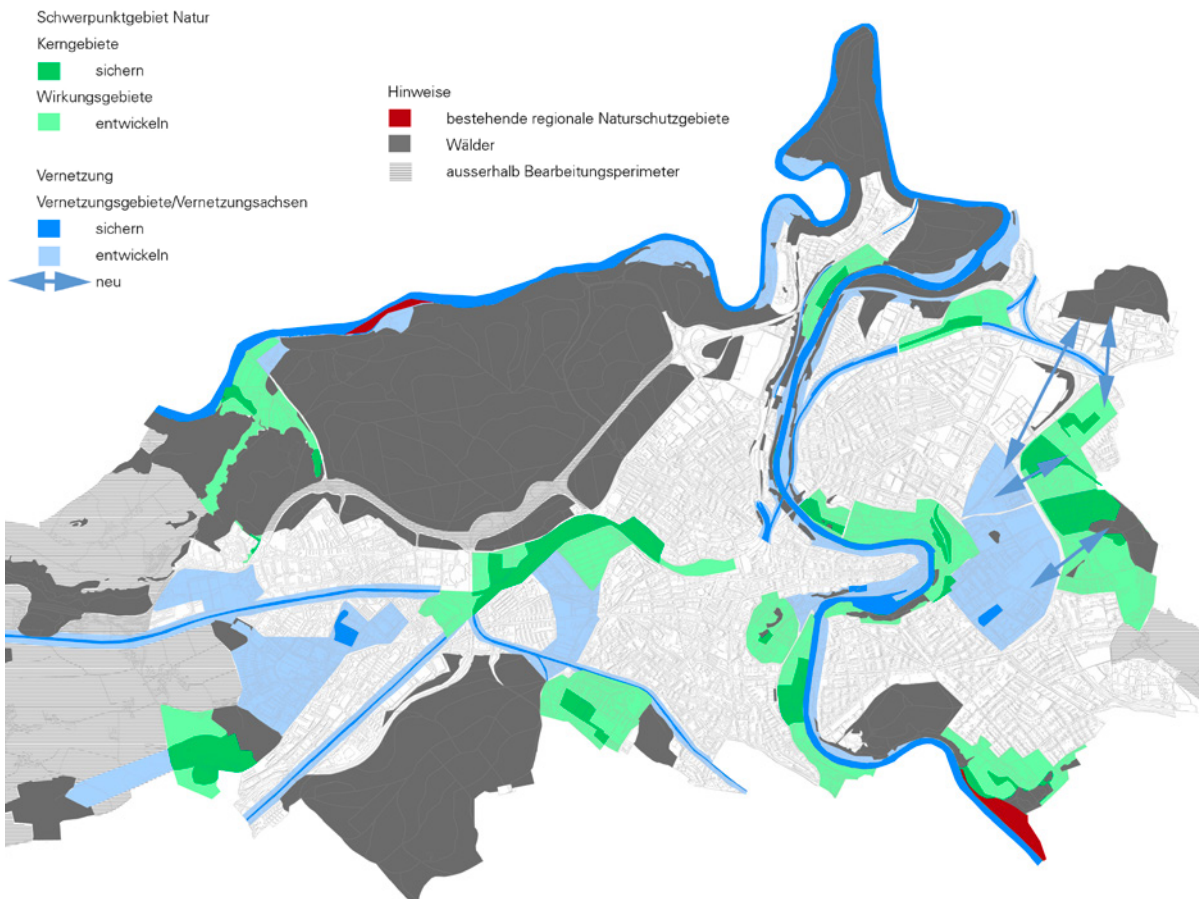 Schwerpunktgebiet Natur
Kerngebiete
sichern
Wirkungsgebiete
entwickeln
Vernetzung
Vernetzungsgebiete/Vernetzungsachsen
sichern
entwickeln
neu
Hinweise
bestehende regionale Naturschutzgebiete
Wälder
ausserhalb Bearbeitungsperimeter